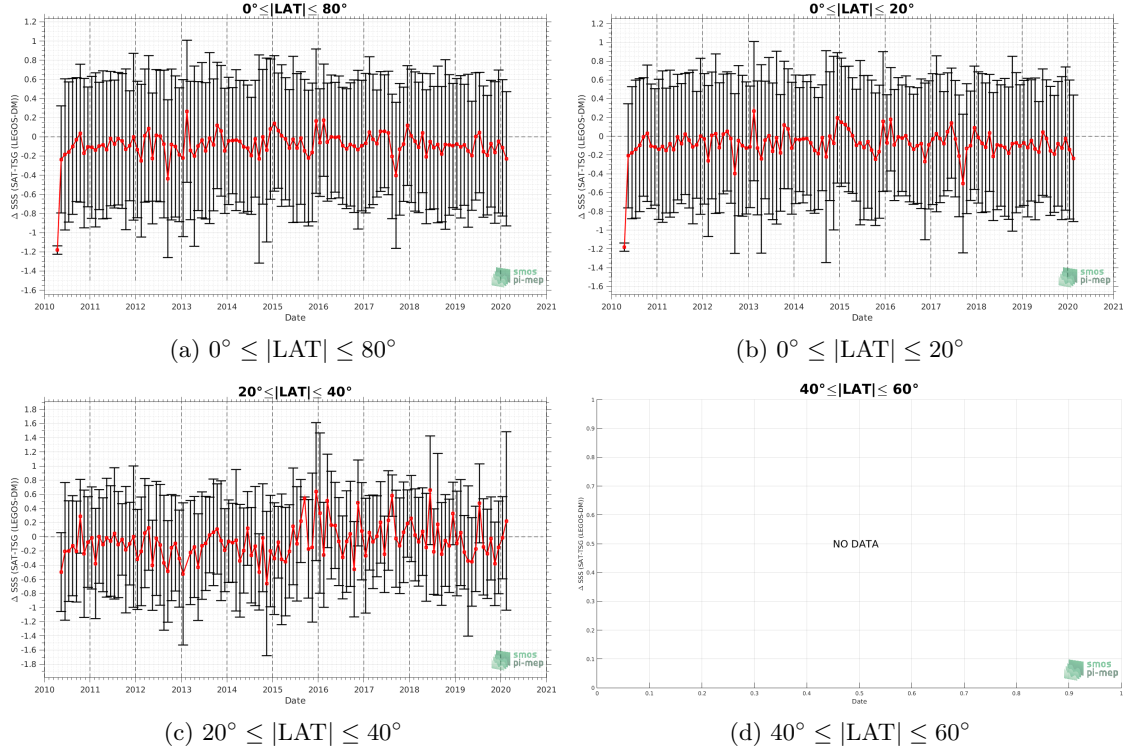 0°≤|LAT|≤ 80°
Δ SSS (SAT-TSG (LEGOS-DM))
1.2
1
0.8
0.6
0.4
0.2
0
-0.2
-0.4
-0.6
-0.8
-1
-1.2
-1.4
-1.6
2010 2011 2012 2013 2014 2015 2016 2017 2018 2019 2020 2021
Date
smos
pi-mep
(a) 0° ≤ |LAT| ≤ 80°
0°≤|LAT|≤ 20°
Δ SSS (SAT-TSG (LEGOS-DM))
1.2
1
0.8
0.6
0.4
0.2
0
-0.2
-0.4
-0.6
-0.8
-1
-1.2
-1.4
-1.6
2010 2011 2012 2013 2014 2015 2016 2017 2018 2019 2020 2021
Date
smos
pi-mep
(b) 0° ≤ |LAT| ≤ 20°
20°≤|LAT|≤ 40°
Δ SSS (SAT-TSG (LEGOS-DM))
1.8
1.6
1.4
1.2
1
0.8
0.6
0.4
0.2
0
-0.2
-0.4
-0.6
-0.8
-1
-1.2
-1.4
-1.6
-1.8
2010 2011 2012 2013 2014 2015 2016 2017 2018 2019 2020 2021
Date
smos
pi-mep
(c) 20° ≤ |LAT| ≤ 40°
40°≤|LAT|≤ 60°
Δ SSS (SAT-TSG (LEGOS-DM))
1
0.9
0.8
0.7
0.6
0.5
0.4
0.3
0.2
0.1
0
NO DATA
0 0.1 0.2 0.3 0.4 0.5 0.6 0.7 0.8 0.9 1
Date
smos
pi-mep
(d) 40° ≤ |LAT| ≤ 60°